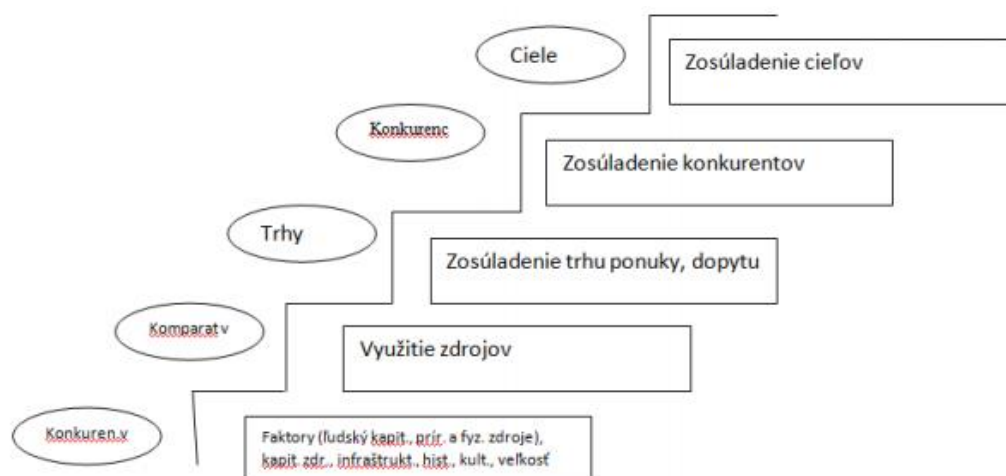 Ciele
Zosúladenie cieľov
Konkurenc
Zosúladenie konkurentov
Trhy
Zosúladenie trhu ponuky, dopytu
Komparat v
Využitie zdrojov
Konkuren.v
Faktory (ľudský kapit., prír. a fyz. zdroje),
kapit. zdr., infraštrukt., hist., kult., veľkosť